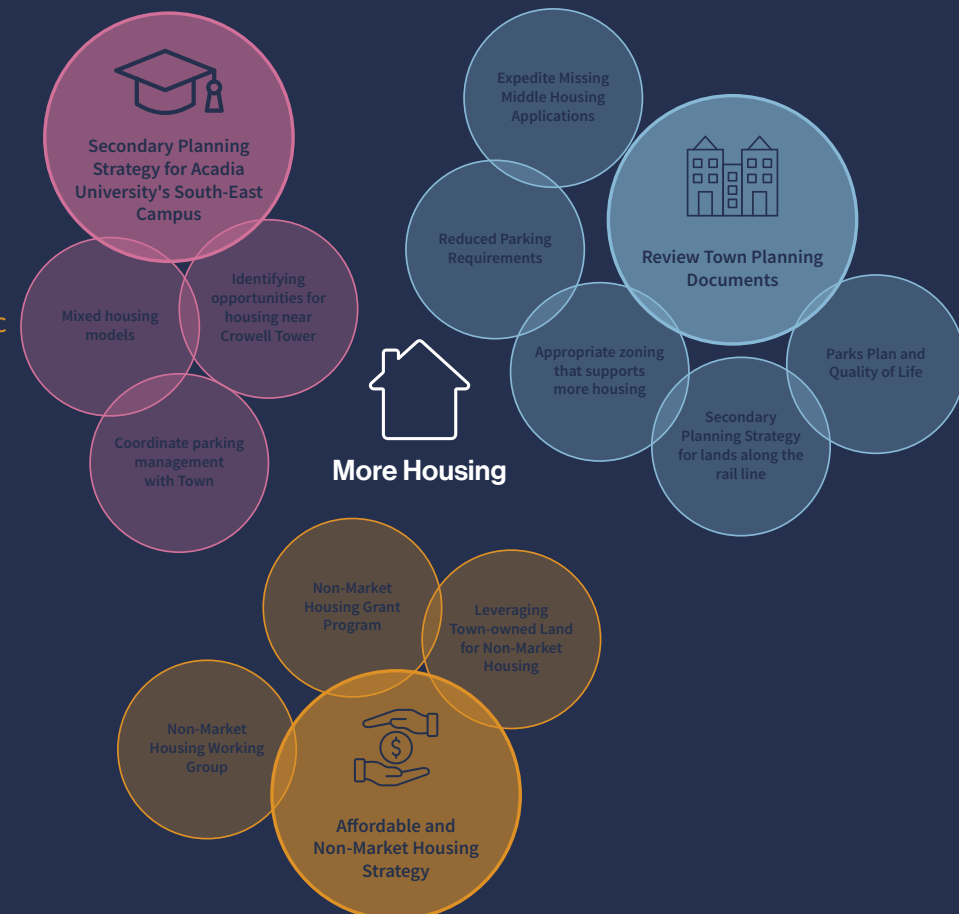 Secondary Planning
Strategy for Acadia
University's South-East
Campus
Mixed housing
models
Identifying
opportunities for
housing near
Crowell Tower
Coordinate parking
management
with Town
C
More Housing
Expedite Missing
Middle Housing
Applications
Reduced Parking
Requirements
Review Town Planning
Documents
Appropriate zoning
that supports
more housing
Secondary
Planning Strategy
for lands along the
rail line
Parks Plan and
Quality of Life
Non-Market
Housing Grant
Program
Leveraging
Town-owned Land
for Non-Market
Housing
Non-Market
Housing Working
Group
$
Affordable and
Non-Market Housing
Strategy